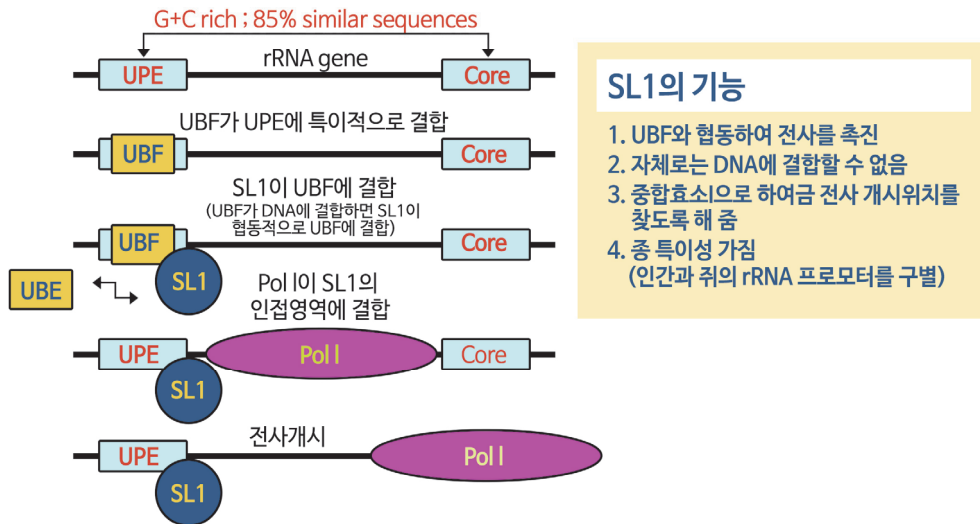 G+C rich ; 85% similar sequences
UPE
rRNA gene
Core
UBF가 UPE에 특이적으로 결합
UBF
Core
SL1이 UBF에 결합
(UBF가 DNA에 결합하면 SL1이
협동적으로 UBF에 결합)
UBF
Core
SL1
UBE
Pol I이 SL1의
인접영역에 결합
UPE
Pol I
Core
SL1
전사개시
UPE
Pol I
SL1
SL1의 기능
1. UBF와 협동하여 전사를 촉진
2. 자체로는 DNA에 결합할 수 없음
3. 중합효소I으로 하여금 전사 개시위치를
찾도록 해 줌
4. 종 특이성 가짐
(인간과 쥐의 rRNA 프로모터를 구별)